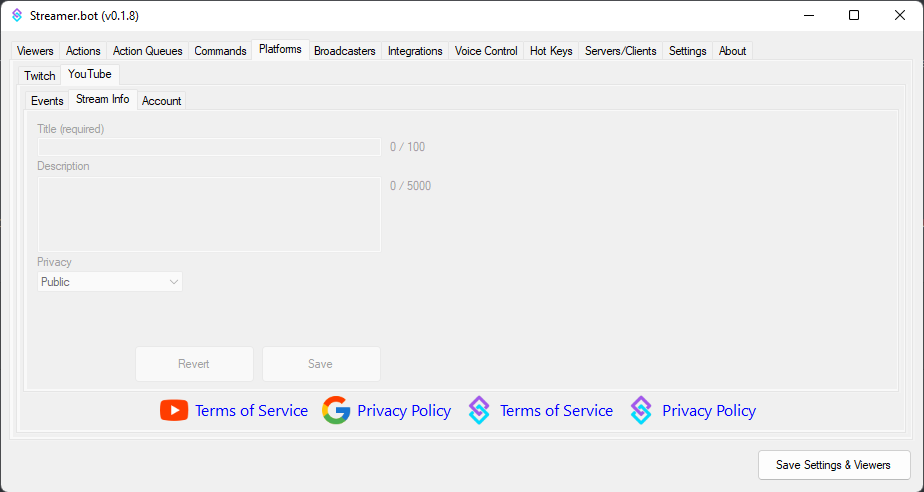 Streamer.bot (v0.1.8)
Viewers Actions Action Queues Commands Platforms Broadcasters Integrations Voice Control Hot Keys Servers/Clients Settings About
Twitch YouTube
Events Stream Info Account
Title (required)
0 / 100
Description
0 / 5000
Privacy
Public
Revert Save
Terms of Service Privacy Policy Terms of Service Privacy Policy
Save Settings & Viewers